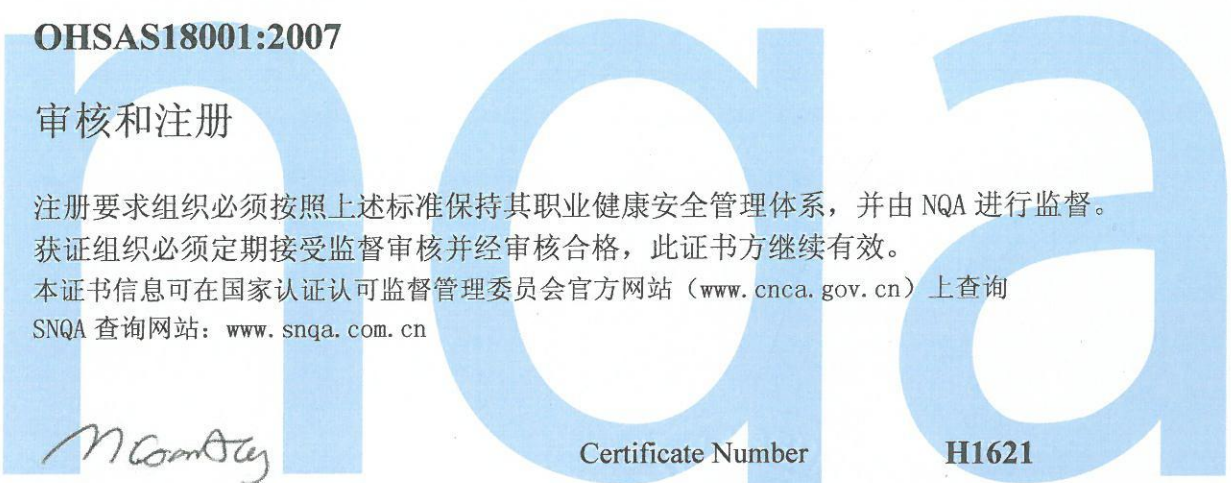 OHSAS18001:2007
审核和注册
注册要求组织必须按照上述标准保持其职业健康安全管理体系，并由 NQA 进行监督。
获证组织必须定期接受监督审核并经审核合格，此证书方继续有效。
本证书信息可在国家认证认可监督管理委员会官方网站（www.cnca.gov.cn）上查询
SNQA 查询网站：www.snqa.com.cn
nqa
Certificate Number H1621